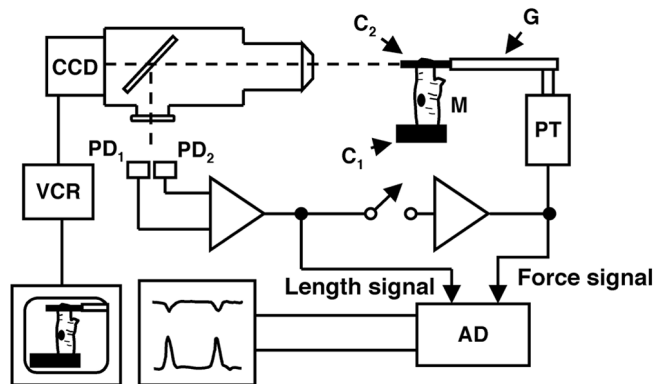 C2
G
CCD
M
C1
PT
PD1
PD2
VCR
Length signal
Force signal
AD